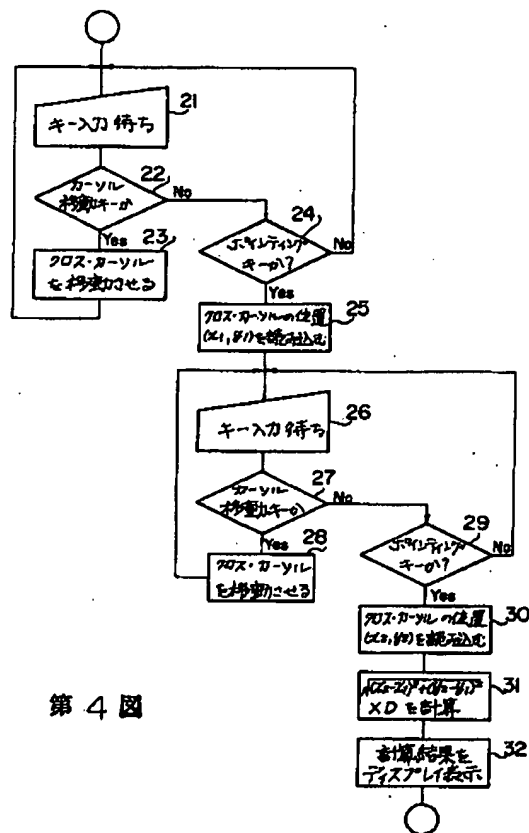 21
キー入力待ち
22
カーソル
移動キーか
No
Yes
23
クロス・カーソル
を移動させる
24
ポインティング
キーか?
No
Yes
25
クロス・カーソルの位置
(x₁, y₁)を読み込む
26
キー入力待ち
27
カーソル
移動キーか
No
Yes
28
クロス・カーソル
を移動させる
29
ポインティング
キーか?
No
Yes
30
クロス・カーソルの位置
(x₂, y₂)を読み込む
31
√(x₂-x₁)²+(y₂-y₁)²
×Dを計算
32
計算結果を
ディスプレイ表示
第4図